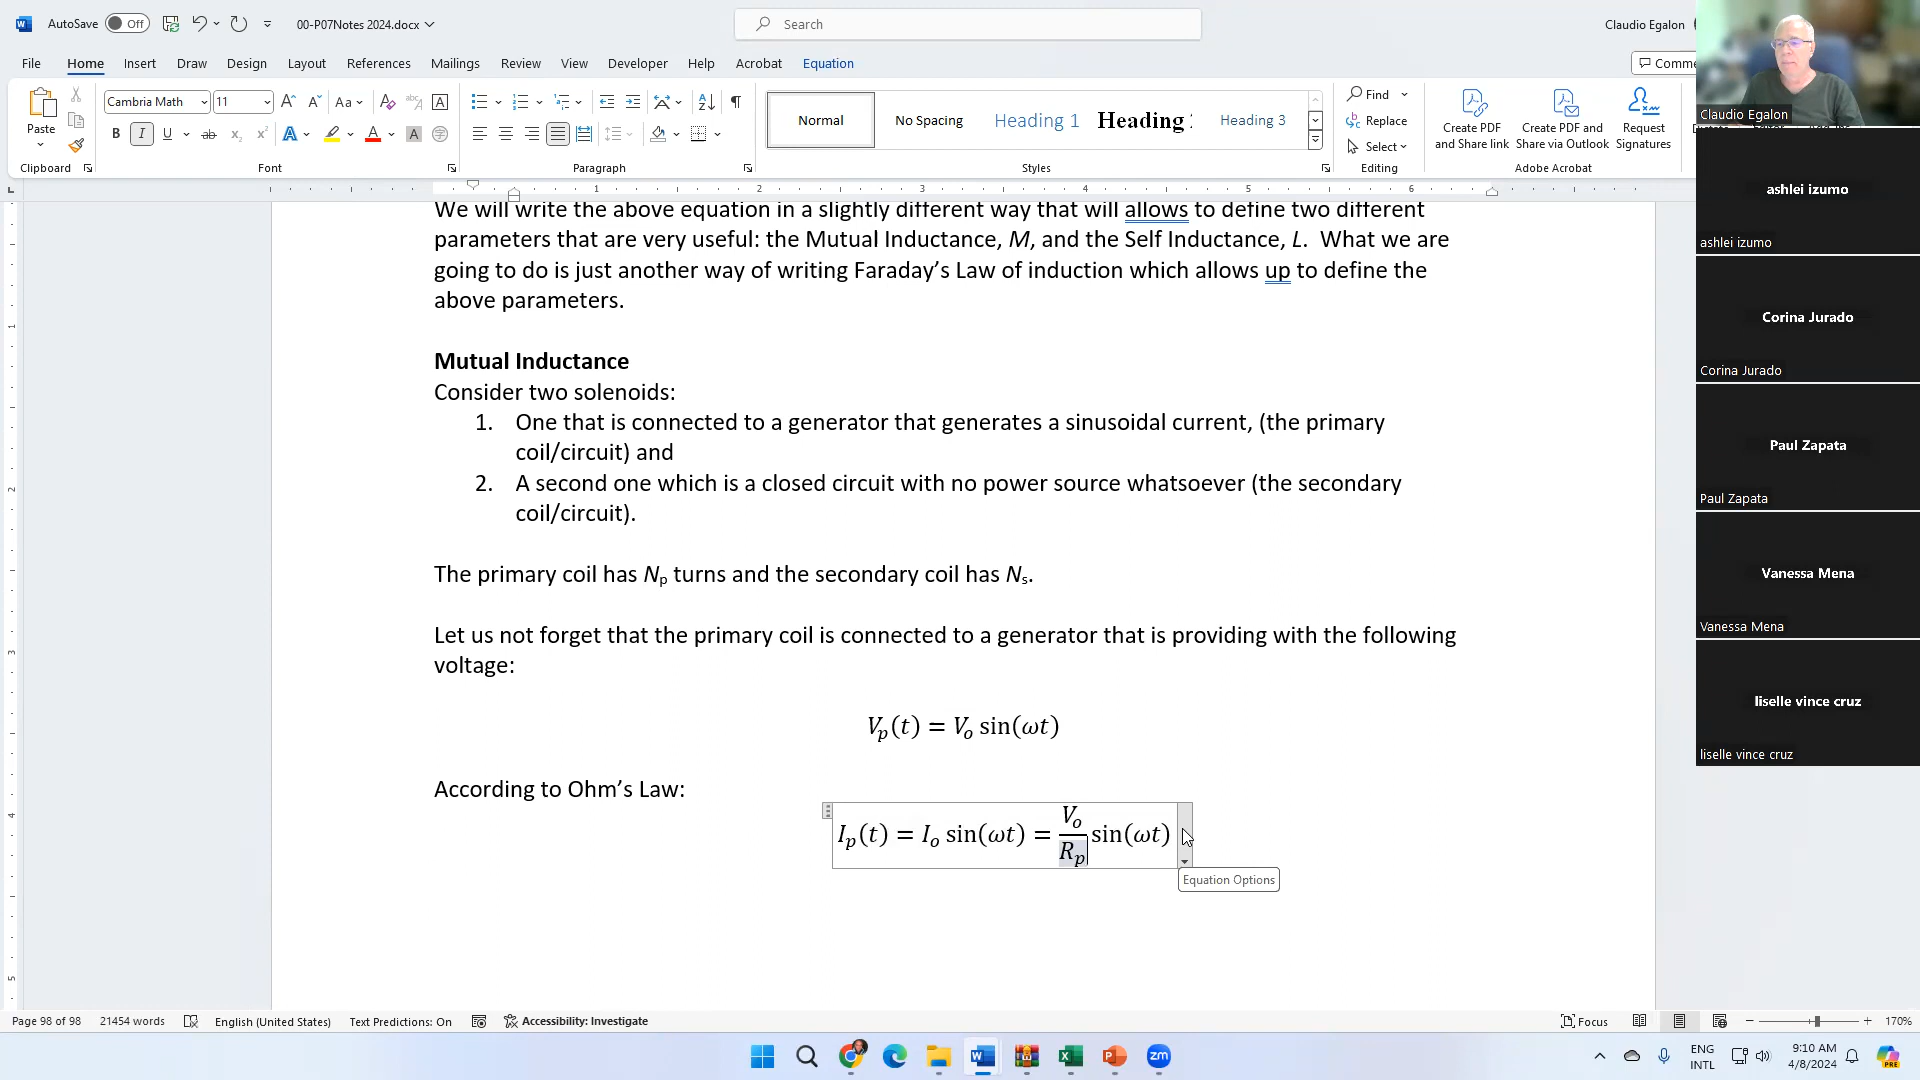 AutoSave Off 00-P07Notes 2024.docx Search Claudio Egalon
File Home Insert Draw Design Layout References Mailings Review View Developer Help Acrobat Equation Comme
Paste Cambria Math 11 Aa Normal No Spacing Heading 1 Heading 2 Heading 3 Find Replace Select Create PDF and Share link Create PDF and Share via Outlook Request Signatures
Clipboard Font Paragraph Styles Editing Adobe Acrobat
1 2 3 4 5 6
We will write the above equation in a slightly different way that will allows to define two different
parameters that are very useful: the Mutual Inductance, M, and the Self Inductance, L. What we are
going to do is just another way of writing Faraday’s Law of induction which allows up to define the
above parameters.
Mutual Inductance
Consider two solenoids:
1. One that is connected to a generator that generates a sinusoidal current, (the primary
coil/circuit) and
2. A second one which is a closed circuit with no power source whatsoever (the secondary
coil/circuit).
The primary coil has Np turns and the secondary coil has Ns.
Let us not forget that the primary coil is connected to a generator that is providing with the following
voltage:
Vp(t) = Vo sin(ωt)
According to Ohm’s Law:
Ip(t) = Io sin(ωt) = Vo/Rp sin(ωt)
Equation Options
Claudio Egalon
ashlei izumo
ashlei izumo
Corina Jurado
Corina Jurado
Paul Zapata
Paul Zapata
Vanessa Mena
Vanessa Mena
liselle vince cruz
liselle vince cruz
Page 98 of 98 21454 words English (United States) Text Predictions: On Accessibility: Investigate Focus 170%
ENG INTL 9:10 AM 4/8/2024